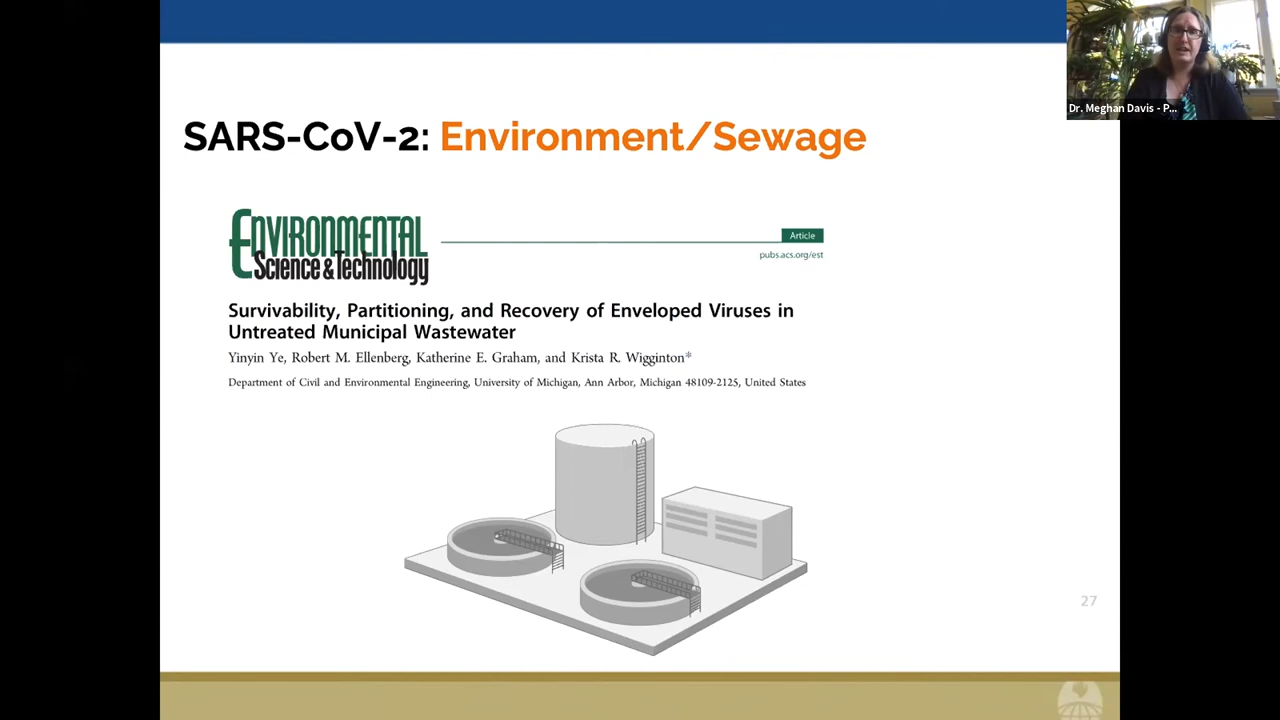 Dr. Meghan Davis - P...
SARS-CoV-2: Environment/Sewage
ENVIRONMENTAL
Science & Technology
Article
pubs.acs.org/est
Survivability, Partitioning, and Recovery of Enveloped Viruses in
Untreated Municipal Wastewater
Yinyin Ye, Robert M. Ellenberg, Katherine E. Graham, and Krista R. Wigginton*
Department of Civil and Environmental Engineering, University of Michigan, Ann Arbor, Michigan 48109-2125, United States
27